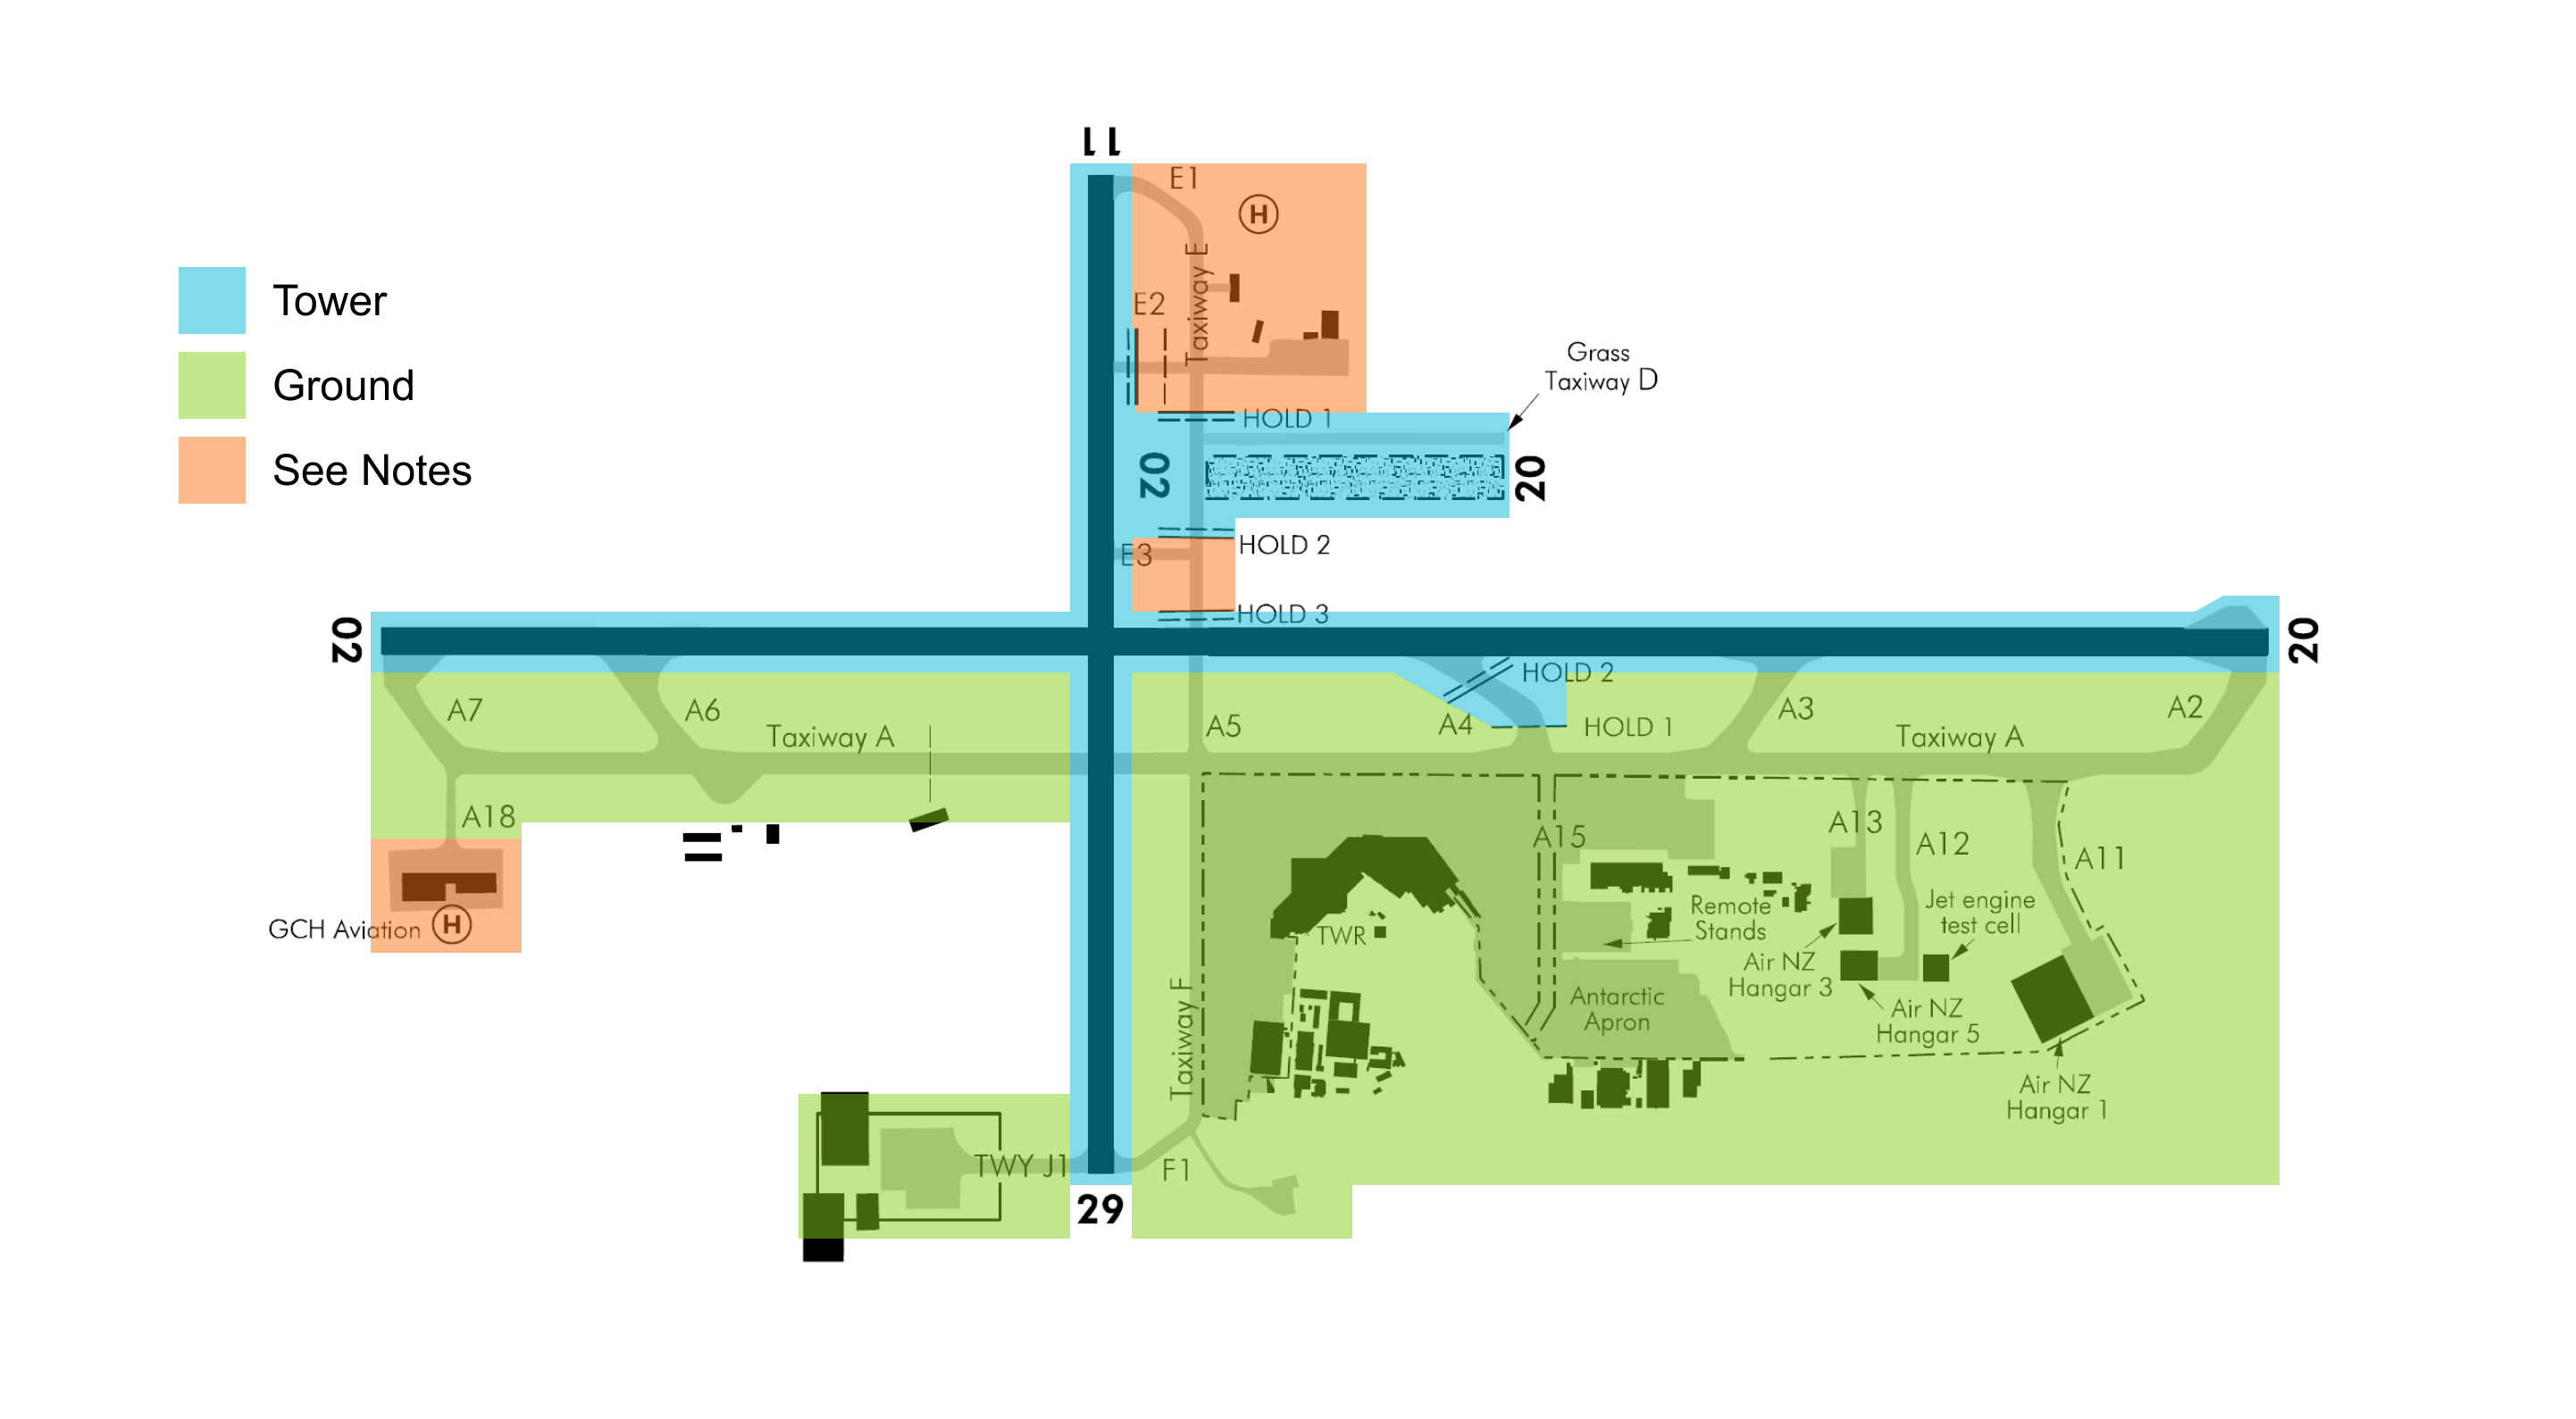 11
E1
H
Tower
Taxiway E
E2
Ground
Grass
Taxiway D
HOLD 1
See Notes
02
20
HOLD 2
E3
HOLD 3
02
20
HOLD 2
A7
A6
A5
A4
HOLD 1
A3
A2
Taxiway A
Taxiway A
A18
A15
A13
A12
A11
GCH Aviation
H
TWR
Remote
Stands
Jet engine
test cell
Air NZ
Hangar 3
Antarctic
Apron
Air NZ
Hangar 5
Taxiway F
Air NZ
Hangar 1
TWY J1
F1
29